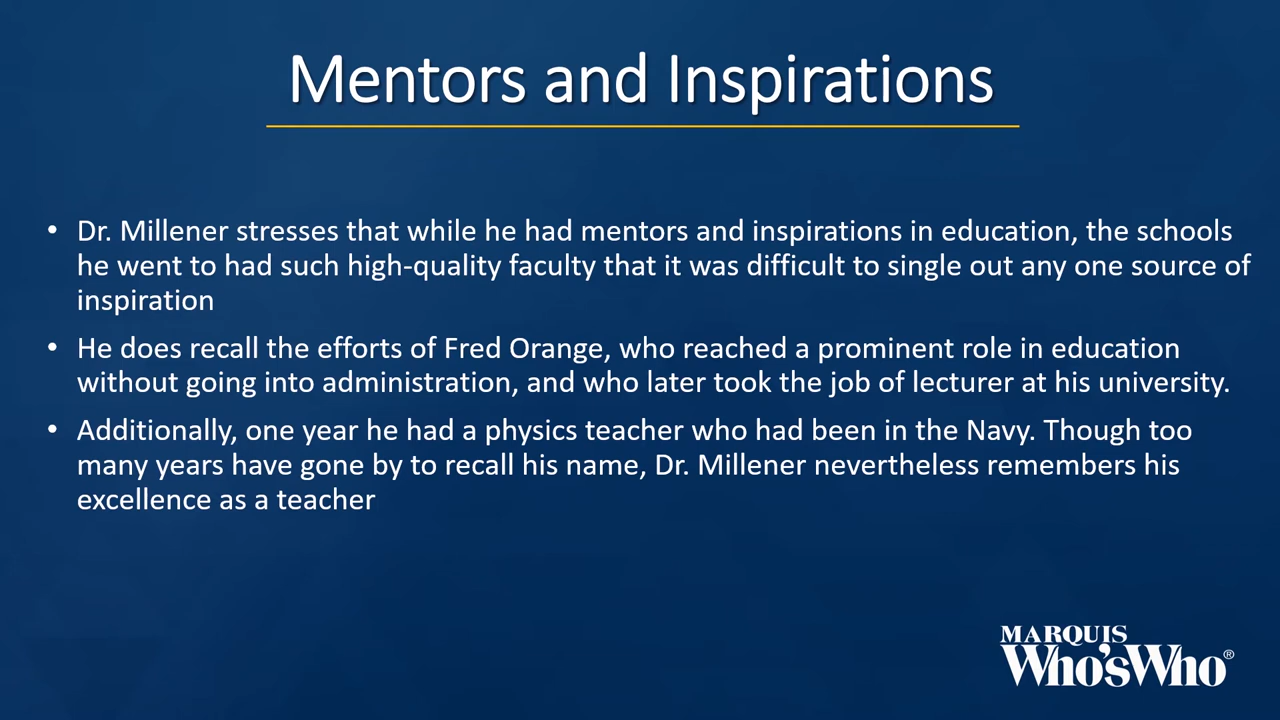 Mentors and Inspirations
• Dr. Millener stresses that while he had mentors and inspirations in education, the schools
he went to had such high-quality faculty that it was difficult to single out any one source of
inspiration
• He does recall the efforts of Fred Orange, who reached a prominent role in education
without going into administration, and who later took the job of lecturer at his university.
• Additionally, one year he had a physics teacher who had been in the Navy. Though too
many years have gone by to recall his name, Dr. Millener nevertheless remembers his
excellence as a teacher
MARQUIS
Who'sWho®